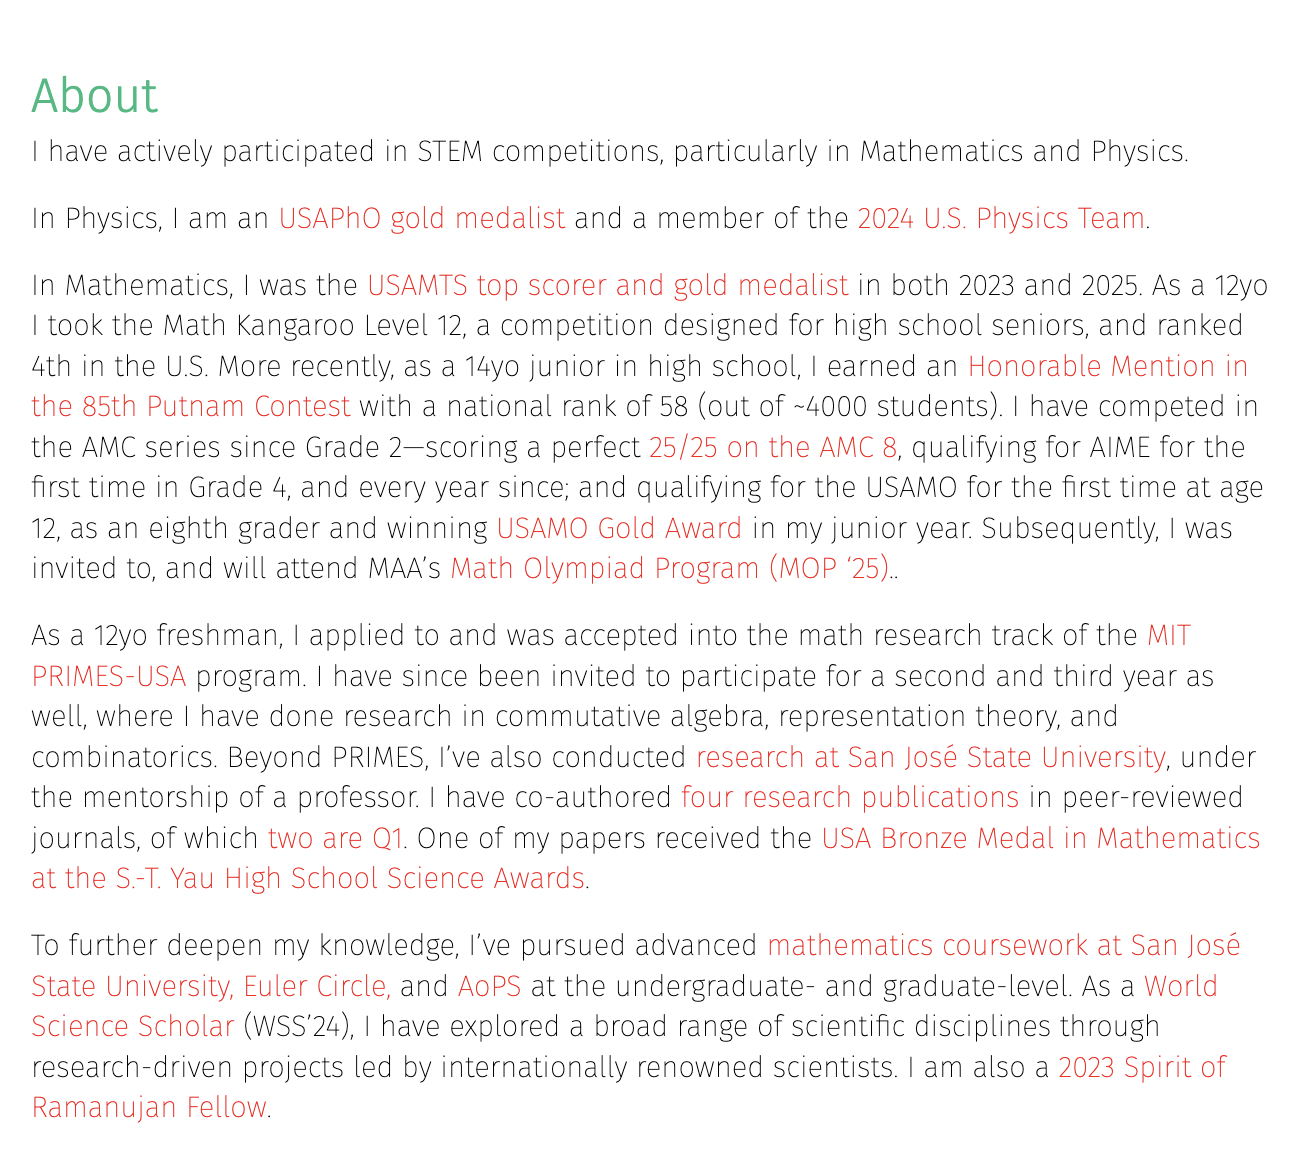 About
I have actively participated in STEM competitions, particularly in Mathematics and Physics.
In Physics, I am an USAPhO gold medalist and a member of the 2024 U.S. Physics Team.
In Mathematics, I was the USAMTS top scorer and gold medalist in both 2023 and 2025. As a 12yo
I took the Math Kangaroo Level 12, a competition designed for high school seniors, and ranked
4th in the U.S. More recently, as a 14yo junior in high school, I earned an Honorable Mention in
the 85th Putnam Contest with a national rank of 58 (out of ~4000 students). I have competed in
the AMC series since Grade 2—scoring a perfect 25/25 on the AMC 8, qualifying for AIME for the
first time in Grade 4, and every year since; and qualifying for the USAMO for the first time at age
12, as an eighth grader and winning USAMO Gold Award in my junior year. Subsequently, I was
invited to, and will attend MAA’s Math Olympiad Program (MOP ‘25)..
As a 12yo freshman, I applied to and was accepted into the math research track of the MIT
PRIMES-USA program. I have since been invited to participate for a second and third year as
well, where I have done research in commutative algebra, representation theory, and
combinatorics. Beyond PRIMES, I’ve also conducted research at San José State University, under
the mentorship of a professor. I have co-authored four research publications in peer-reviewed
journals, of which two are Q1. One of my papers received the USA Bronze Medal in Mathematics
at the S.-T. Yau High School Science Awards.
To further deepen my knowledge, I’ve pursued advanced mathematics coursework at San José
State University, Euler Circle, and AoPS at the undergraduate- and graduate-level. As a World
Science Scholar (WSS’24), I have explored a broad range of scientific disciplines through
research-driven projects led by internationally renowned scientists. I am also a 2023 Spirit of
Ramanujan Fellow.